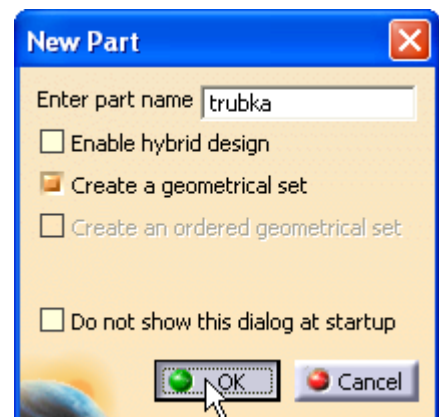 New Part
Enter part name trubka
Enable hybrid design
Create a geometrical set
Create an ordered geometrical set
Do not show this dialog at startup
OK Cancel